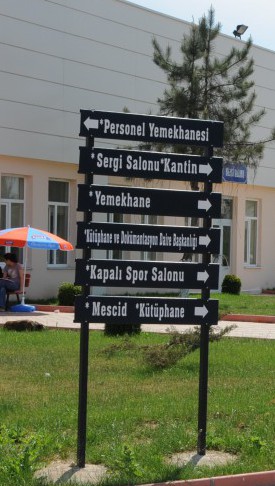 *Personel Yemekhanesi
*Sergi Salonu*Kantin
*Yemekhane
*Kütüphane ve Dokümantasyon Daire Başkanlığı
*Kapalı Spor Salonu
*Mescid *Kütüphane